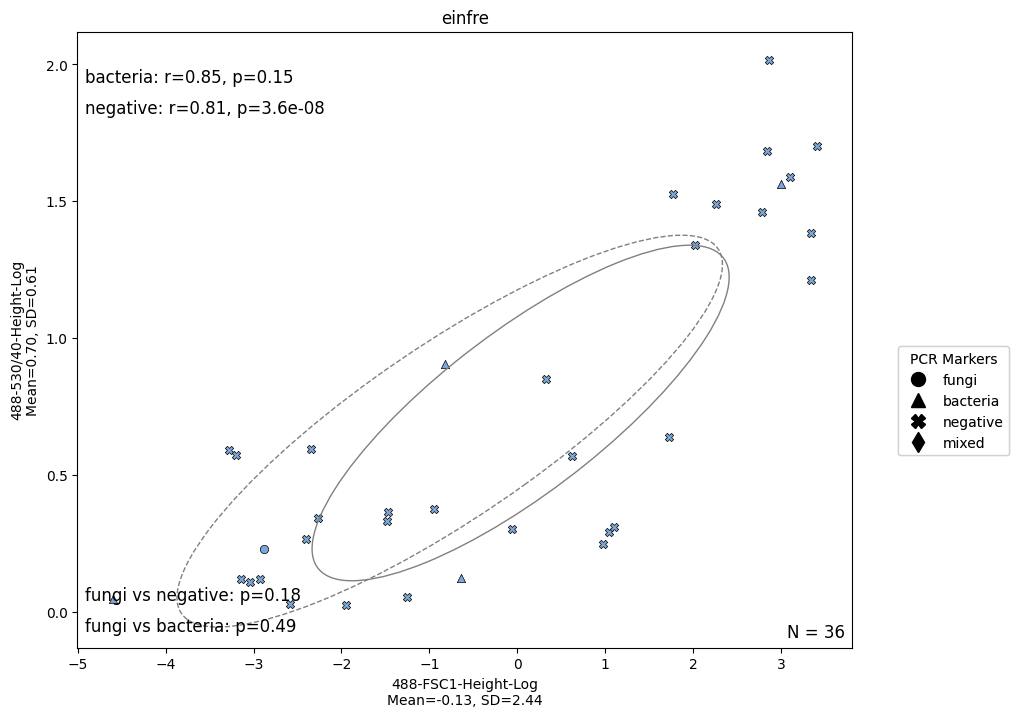 einfre
bacteria: r=0.85, p=0.15
negative: r=0.81, p=3.6e-08
2.0
1.5
1.0
0.5
0.0
488-530/40-Height-Log
Mean=0.70, SD=0.61
PCR Markers
fungi
bacteria
negative
mixed
fungi vs negative: p=0.18
fungi vs bacteria: p=0.49
N = 36
−5 −4 −3 −2 −1 0 1 2 3
488-FSC1-Height-Log
Mean=-0.13, SD=2.44